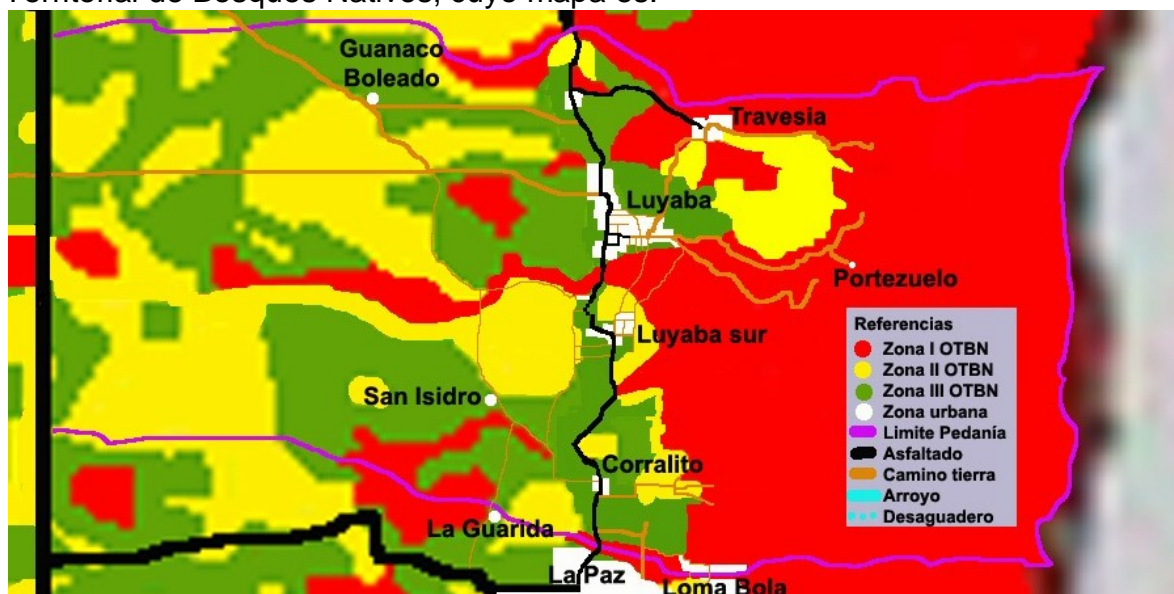 Territorial de Bosques Nativos, cuyo mapa es:
Guanaco
Boleado
Travesia
Luyaba
Portezuelo
Luyaba sur
San Isidro
Corralito
La Guarida
La Paz
Loma Bola
Referencias
Zona I OTBN
Zona II OTBN
Zona III OTBN
Zona urbana
Limite Pedanía
Asfaltado
Camino tierra
Arroyo
Desaguadero